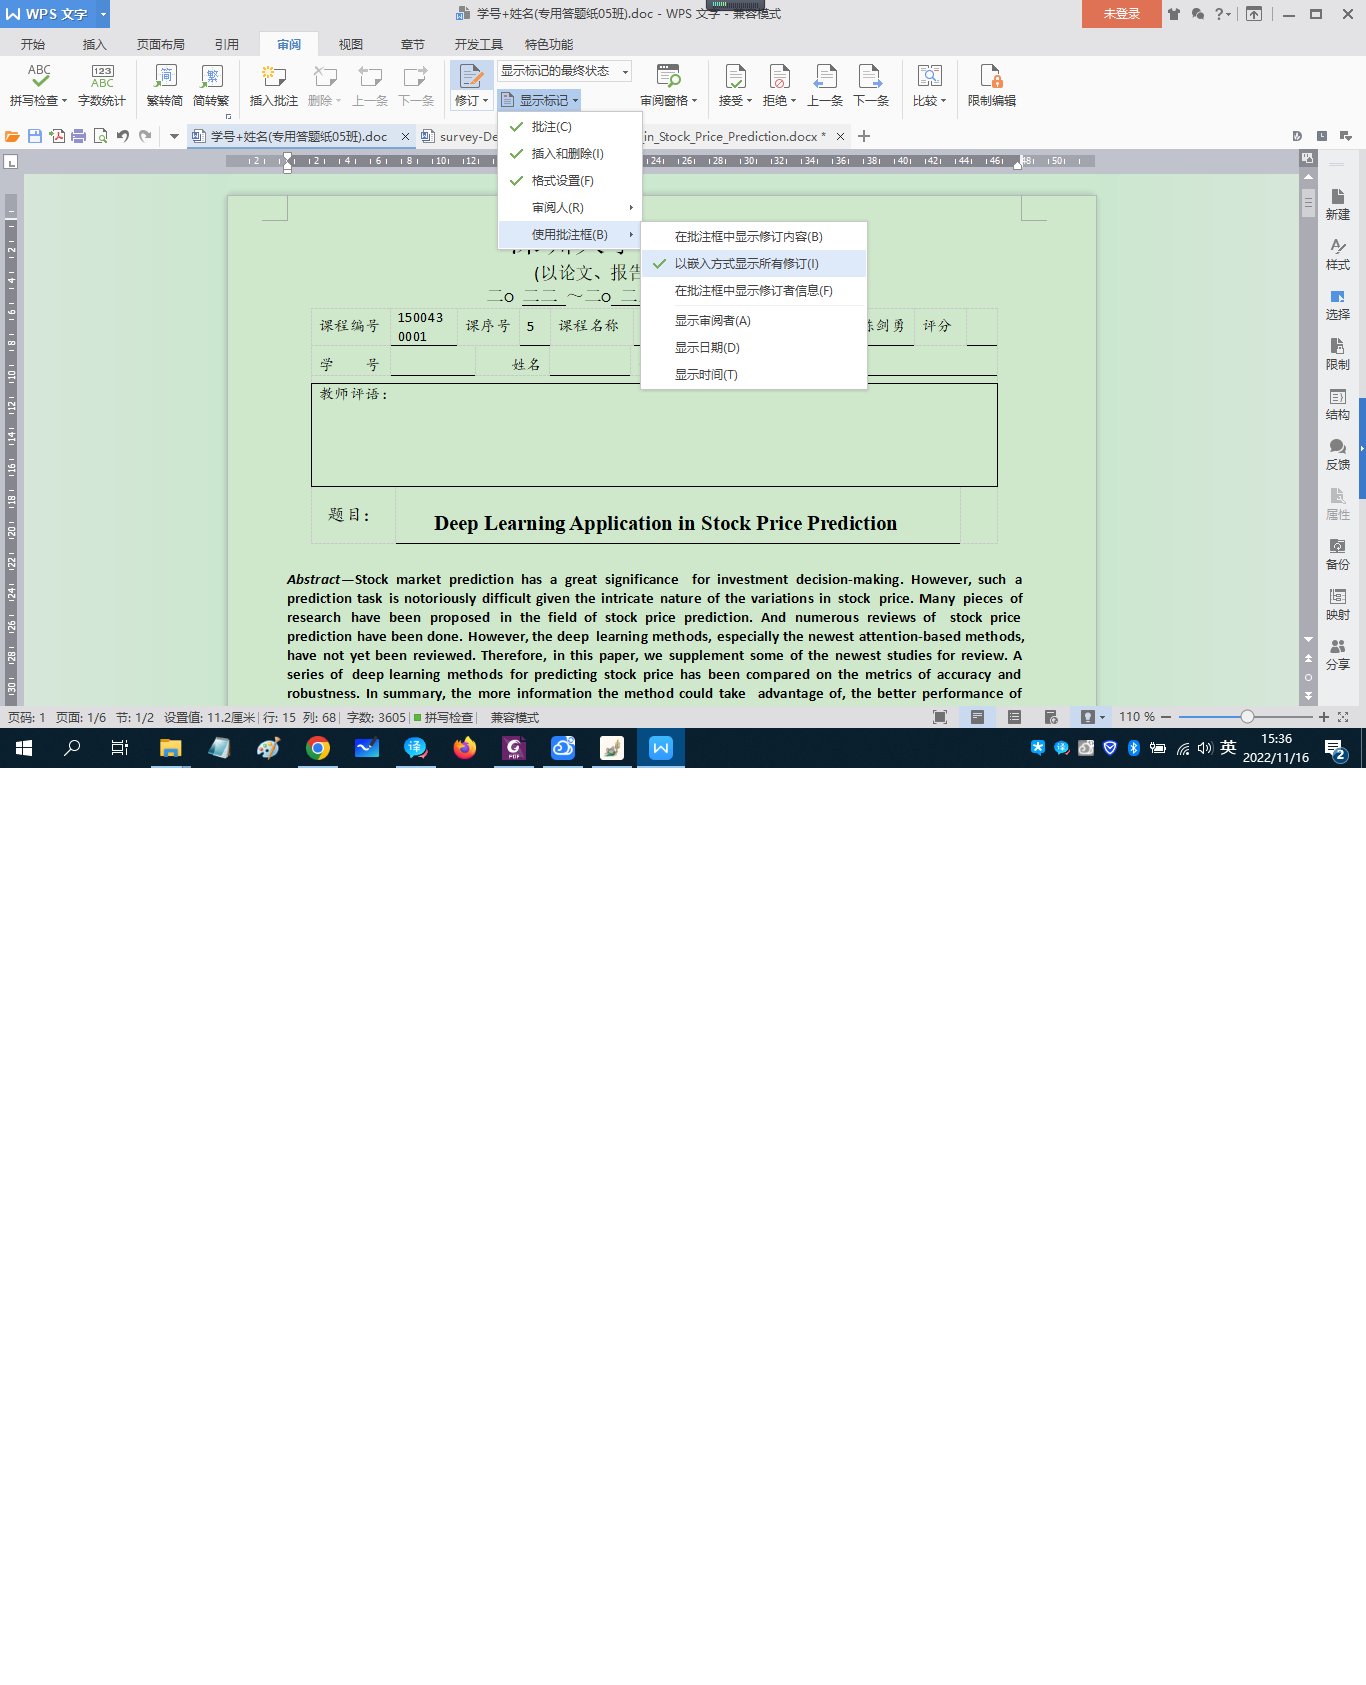 WPS 文字
学号+姓名(专用答题纸05班).doc - WPS 文字 - 兼容模式
未登录
开始 插入 页面布局 引用 审阅 视图 章节 开发工具 特色功能
显示标记的最终状态
拼写检查 字数统计 繁转简 简转繁 插入批注 删除 上一条 下一条 修订 显示标记 审阅窗格 接受 拒绝 上一条 下一条 比较 限制编辑
学号+姓名(专用答题纸05班).doc × survey-De in_Stock_Price_Prediction.docx * ×
批注(C)
插入和删除(I)
格式设置(F)
审阅人(R)
使用批注框(B)
在批注框中显示修订内容(B)
以嵌入方式显示所有修订(I)
在批注框中显示修订者信息(F)
显示审阅者(A)
显示日期(D)
显示时间(T)
(以论文、报告
二o 二二 ～二o 二
课程编号 150043 0001 课序号 5 课程名称 剑勇 评分
学 号 姓名
教师评语：
题目： Deep Learning Application in Stock Price Prediction
Abstract—Stock market prediction has a great significance for investment decision-making. However, such a
prediction task is notoriously difficult given the intricate nature of the variations in stock price. Many pieces of
research have been proposed in the field of stock price prediction. And numerous reviews of stock price
prediction have been done. However, the deep learning methods, especially the newest attention-based methods,
have not yet been reviewed. Therefore, in this paper, we supplement some of the newest studies for review. A
series of deep learning methods for predicting stock price has been compared on the metrics of accuracy and
robustness. In summary, the more information the method could take advantage of, the better performance of
新建
样式
选择
限制
结构
反馈
属性
备份
映射
分享
页码: 1 页面: 1/6 节: 1/2 设置值: 11.2厘米 行: 15 列: 68 字数: 3605 拼写检查 兼容模式 110 %
英 15:36
2022/11/16
2